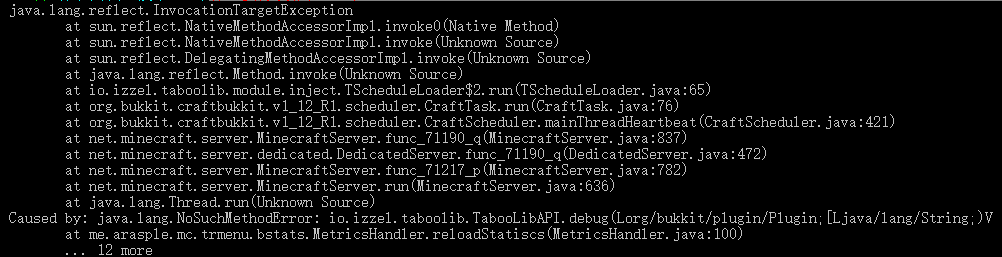 java.lang.reflect.InvocationTargetException
at sun.reflect.NativeMethodAccessorImpl.invoke0(Native Method)
at sun.reflect.NativeMethodAccessorImpl.invoke(Unknown Source)
at sun.reflect.DelegatingMethodAccessorImpl.invoke(Unknown Source)
at java.lang.reflect.Method.invoke(Unknown Source)
at io.izzel.taboolib.module.inject.TScheduleLoader$2.run(TScheduleLoader.java:65)
at org.bukkit.craftbukkit.v1_12_R1.scheduler.CraftTask.run(CraftTask.java:76)
at org.bukkit.craftbukkit.v1_12_R1.scheduler.CraftScheduler.mainThreadHeartbeat(CraftScheduler.java:421)
at net.minecraft.server.MinecraftServer.func_71190_q(MinecraftServer.java:837)
at net.minecraft.server.dedicated.DedicatedServer.func_71190_q(DedicatedServer.java:472)
at net.minecraft.server.MinecraftServer.func_71217_p(MinecraftServer.java:782)
at net.minecraft.server.MinecraftServer.run(MinecraftServer.java:636)
at java.lang.Thread.run(Unknown Source)
Caused by: java.lang.NoSuchMethodError: io.izzel.taboolib.TabooLibAPI.debug(Lorg/bukkit/plugin/Plugin;[Ljava/lang/String;)V
at me.arasple.mc.trmenu.bstats.MetricsHandler.reloadStatiscs(MetricsHandler.java:100)
... 12 more